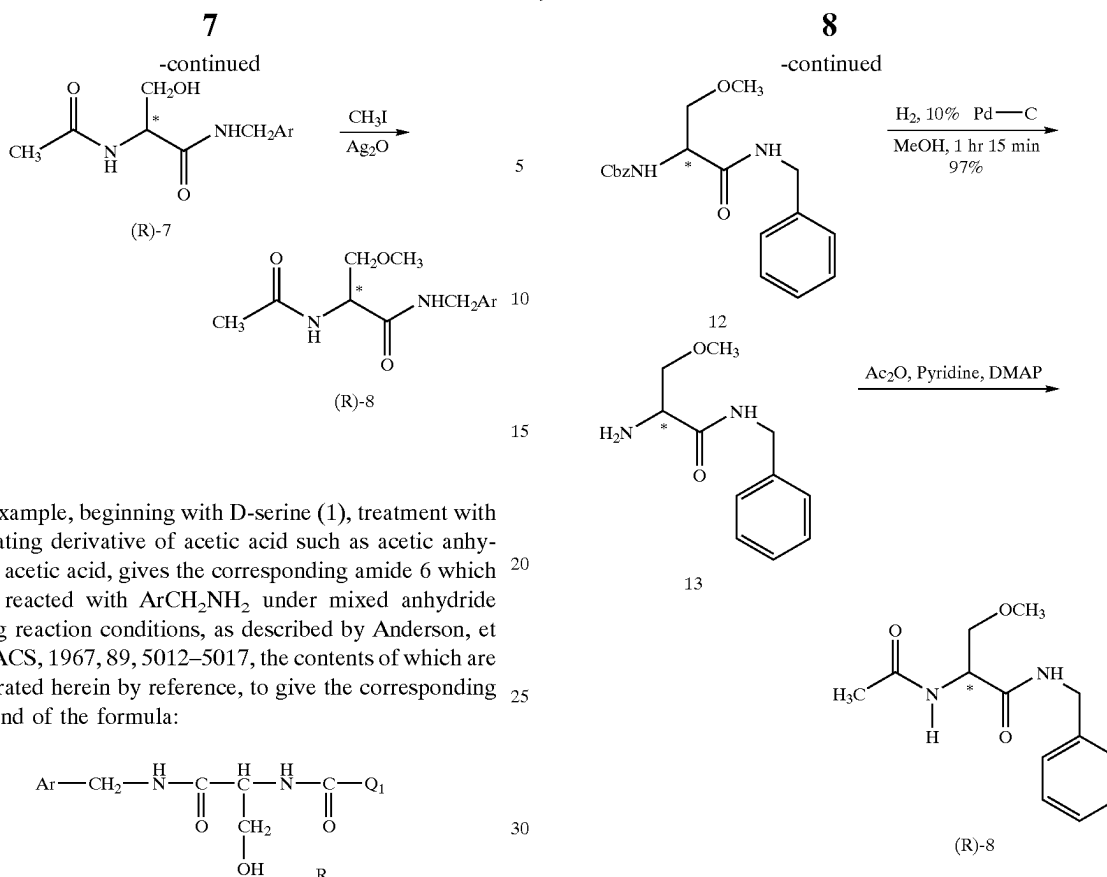 7
-continued
O
CH₂OH
*
CH₃
N
H
NHCH₂Ar
O
CH₃I
Ag₂O
(R)-7
O
CH₂OCH₃
*
CH₃
N
H
NHCH₂Ar
O
(R)-8
xample, beginning with D-serine (1), treatment with
ating derivative of acetic acid such as acetic anhy-
acetic acid, gives the corresponding amide 6 which
reacted with ArCH₂NH₂ under mixed anhydride
g reaction conditions, as described by Anderson, et
ACS, 1967, 89, 5012–5017, the contents of which are
rated herein by reference, to give the corresponding
nd of the formula:
H H H
Ar—CH₂—N—C—C—N—C—Q₁
O CH₂ O
OH
R
5
10
15
20
25
30
8
-continued
OCH₃
CbzNH
*
NH
O
H₂, 10% Pd—C
MeOH, 1 hr 15 min
97%
12
OCH₃
H₂N
*
NH
O
Ac₂O, Pyridine, DMAP
13
OCH₃
O
H₃C
N
H
*
NH
O
(R)-8